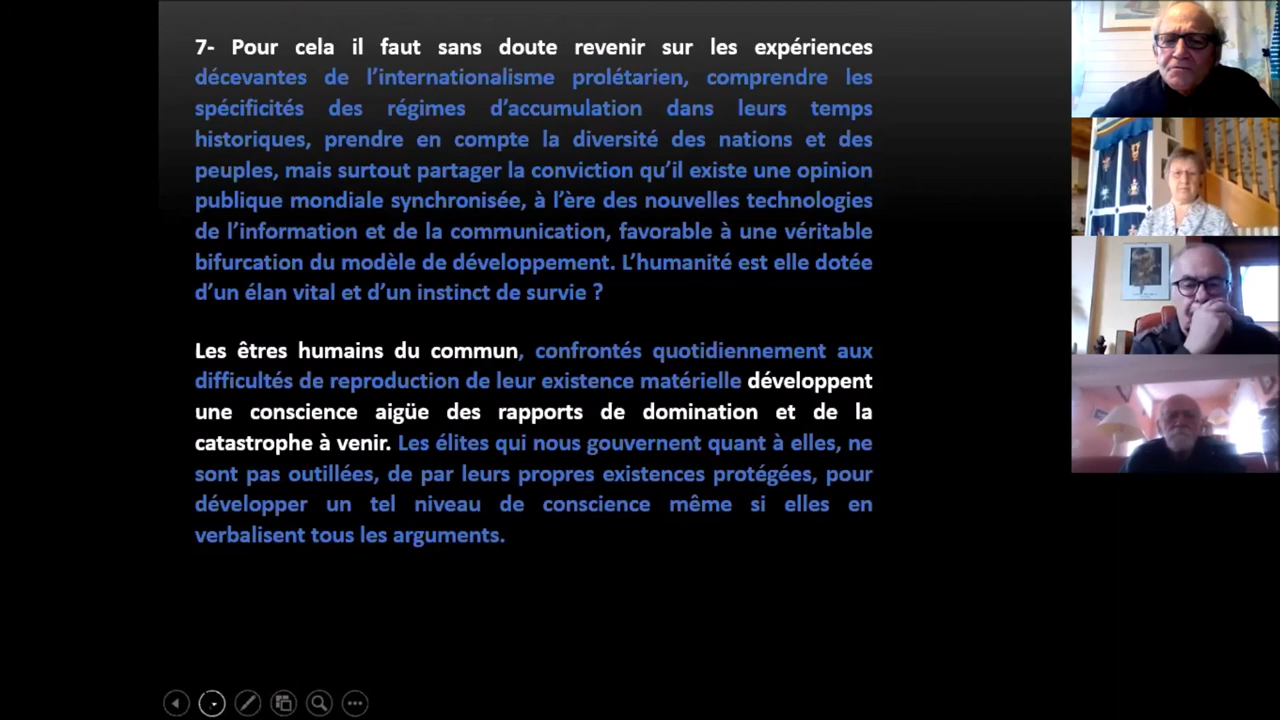 7- Pour cela il faut sans doute revenir sur les expériences
décevantes de l’internationalisme prolétarien, comprendre les
spécificités des régimes d’accumulation dans leurs temps
historiques, prendre en compte la diversité des nations et des
peuples, mais surtout partager la conviction qu’il existe une opinion
publique mondiale synchronisée, à l’ère des nouvelles technologies
de l’information et de la communication, favorable à une véritable
bifurcation du modèle de développement. L’humanité est elle dotée
d’un élan vital et d’un instinct de survie ?
Les êtres humains du commun, confrontés quotidiennement aux
difficultés de reproduction de leur existence matérielle développent
une conscience aigüe des rapports de domination et de la
catastrophe à venir. Les élites qui nous gouvernent quant à elles, ne
sont pas outillées, de par leurs propres existences protégées, pour
développer un tel niveau de conscience même si elles en
verbalisent tous les arguments.